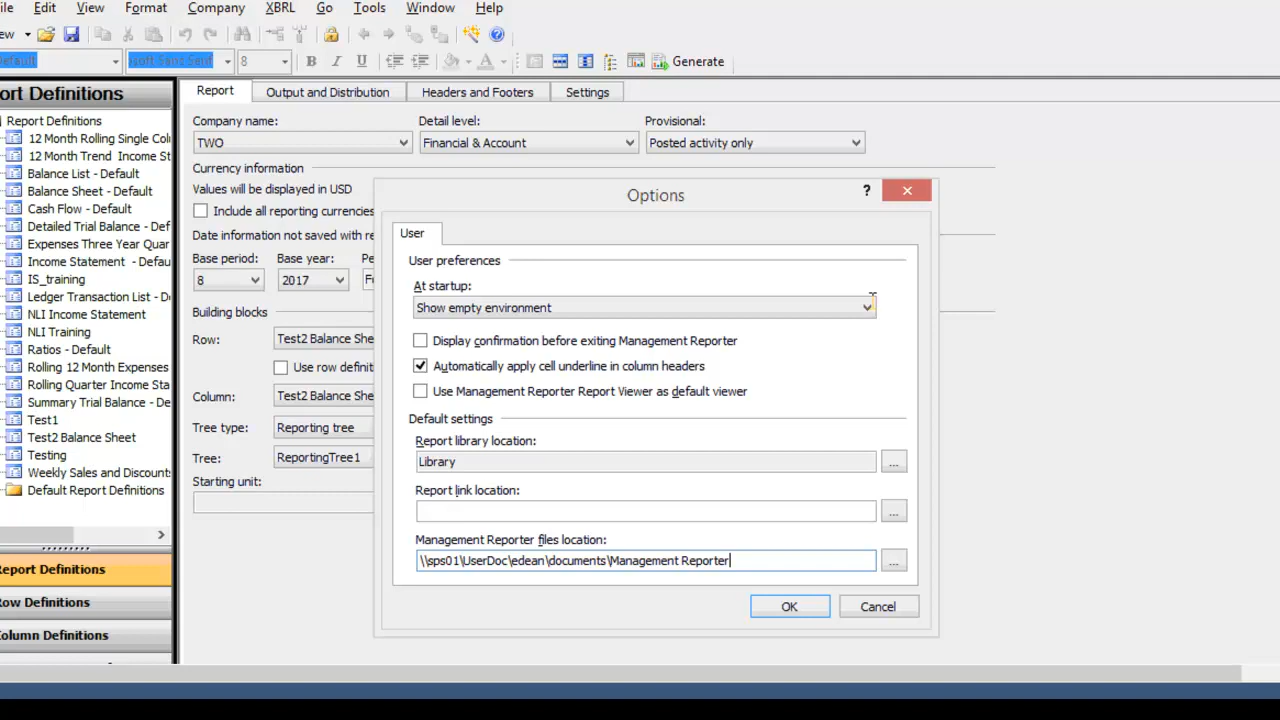 ile Edit View Format Company XBRL Go Tools Window Help
ew
Default soft Sans Serif 8 B I U A Generate
ort Definitions
Report Definitions
12 Month Rolling Single Col
12 Month Trend Income St
Balance List - Default
Balance Sheet - Default
Cash Flow - Default
Detailed Trial Balance - Def
Expenses Three Year Quar
Income Statement - Defau
IS_training
Ledger Transaction List - D
NLI Income Statement
NLI Training
Ratios - Default
Rolling 12 Month Expenses
Rolling Quarter Income Sta
Summary Trial Balance - De
Test1
Test2 Balance Sheet
Testing
Weekly Sales and Discounts
Default Report Definitions
Report Definitions
Row Definitions
Column Definitions
Report Output and Distribution Headers and Footers Settings
Company name: Detail level: Provisional:
TWO Financial & Account Posted activity only
Currency information
Values will be displayed in USD
Include all reporting currencies
Date information not saved with re
Base period: Base year: Pe
8 2017 Fu
Building blocks
Row: Test2 Balance She
Use row definiti
Column: Test2 Balance She
Tree type: Reporting tree
Tree: ReportingTree1
Starting unit:
Options
?
User
User preferences
At startup:
Show empty environment
Display confirmation before exiting Management Reporter
Automatically apply cell underline in column headers
Use Management Reporter Report Viewer as default viewer
Default settings
Report library location:
Library ...
Report link location:
...
Management Reporter files location:
\\sps01\UserDoc\edean\documents\Management Reporter ...
OK Cancel